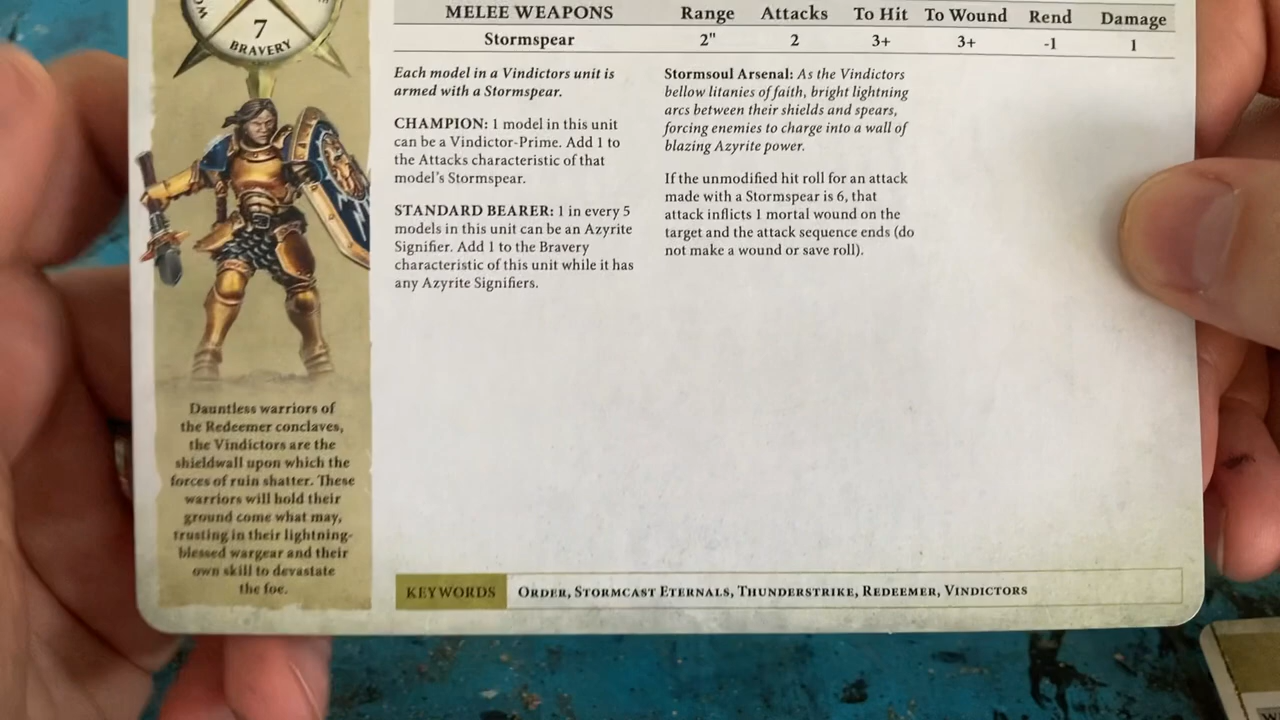 7
BRAVERY
MELEE WEAPONS Range Attacks To Hit To Wound Rend Damage
Stormspear 2" 2 3+ 3+ -1 1
Each model in a Vindictors unit is
armed with a Stormspear.
CHAMPION: 1 model in this unit
can be a Vindictor-Prime. Add 1 to
the Attacks characteristic of that
model's Stormspear.
STANDARD BEARER: 1 in every 5
models in this unit can be an Azyrite
Signifier. Add 1 to the Bravery
characteristic of this unit while it has
any Azyrite Signifiers.
Stormsoul Arsenal: As the Vindictors
bellow litanies of faith, bright lightning
arcs between their shields and spears,
forcing enemies to charge into a wall of
blazing Azyrite power.
If the unmodified hit roll for an attack
made with a Stormspear is 6, that
attack inflicts 1 mortal wound on the
target and the attack sequence ends (do
not make a wound or save roll).
Dauntless warriors of
the Redeemer conclaves,
the Vindictors are the
shieldwall upon which the
forces of ruin shatter. These
warriors will hold their
ground come what may,
trusting in their lightning-
blessed wargear and their
own skill to devastate
the foe.
KEYWORDS ORDER, STORMCAST ETERNALS, THUNDERSTRIKE, REDEEMER, VINDICTORS